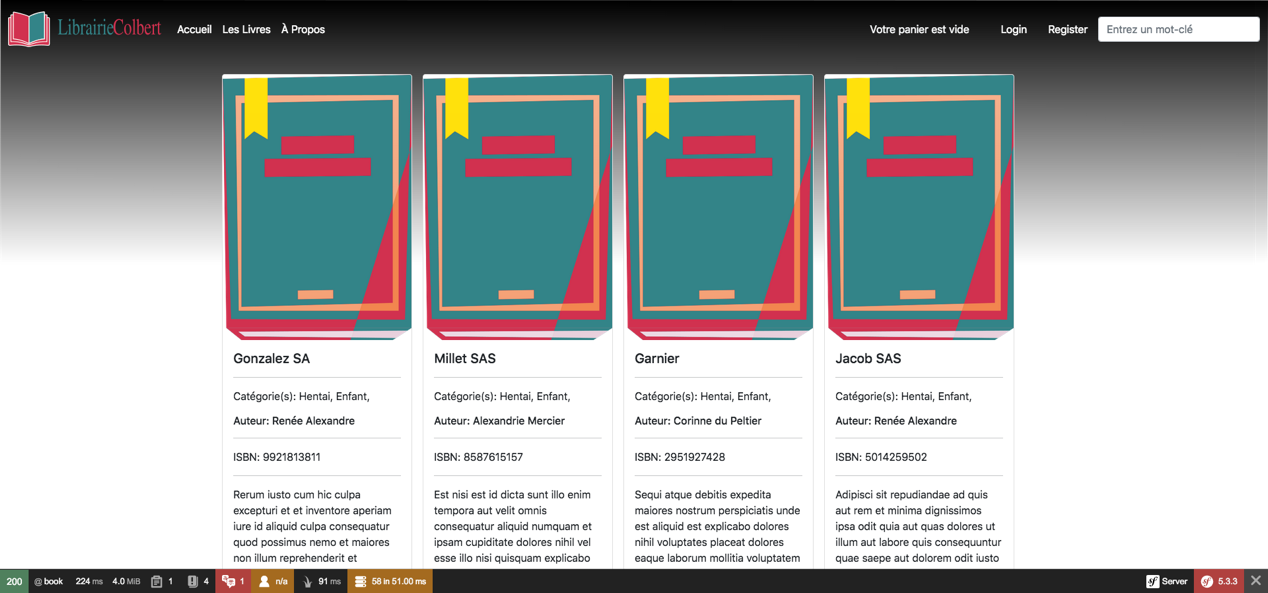 LibrairieColbert Accueil Les Livres À Propos Votre panier est vide Login Register Entrez un mot-clé
Gonzalez SA
Catégorie(s): Hentai, Enfant,
Auteur: Renée Alexandre
ISBN: 9921813811
Rerum iusto cum hic culpa
excepturi et et inventore aperiam
iure id aliquid culpa consequatur
quod possimus nemo et maiores
non illum reprehenderit et
Millet SAS
Catégorie(s): Hentai, Enfant,
Auteur: Alexandrie Mercier
ISBN: 8587615157
Est nisi est id dicta sunt illo enim
tempora aut velit omnis
consequatur aliquid numquam et
ipsam cupiditate dolores nihil vel
esse illo nisi quisquam explicabo
Garnier
Catégorie(s): Hentai, Enfant,
Auteur: Corinne du Peltier
ISBN: 2951927428
Sequi atque debitis expedita
maiores nostrum perspiciatis unde
est aliquid est explicabo dolores
nihil voluptates placeat dolores
eaque laborum mollitia voluptatem
Jacob SAS
Catégorie(s): Hentai, Enfant,
Auteur: Renée Alexandre
ISBN: 5014259502
Adipisci sit repudiandae ad quis
aut rem et minima dignissimos
ipsa odit quia aut quas dolores ut
illum aut labore quis consequuntur
quae saepe aut dolorem odit iusto
200 @ book 224 ms 4.0 MiB 1 4 1 n/a 91 ms 58 in 51.00 ms sf Server sf 5.3.3